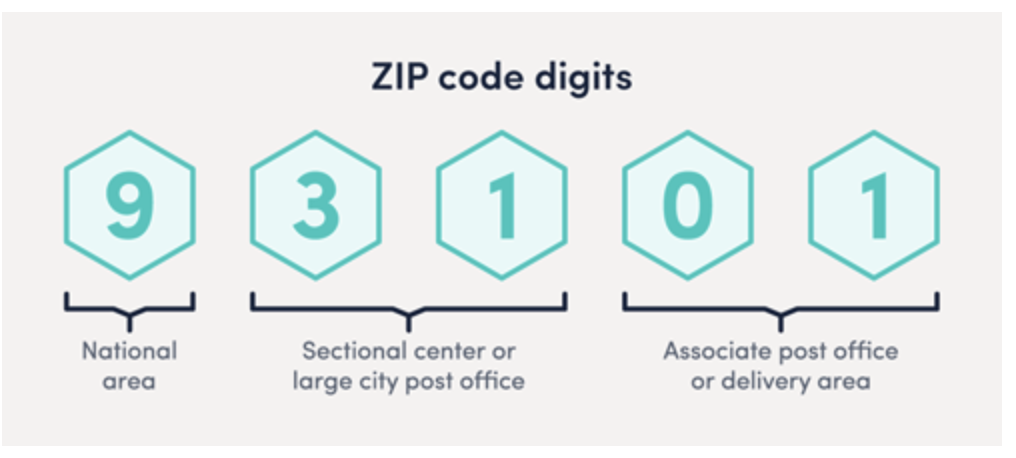 ZIP code digits
9 3 1 0 1
National
area
Sectional center or
large city post office
Associate post office
or delivery area